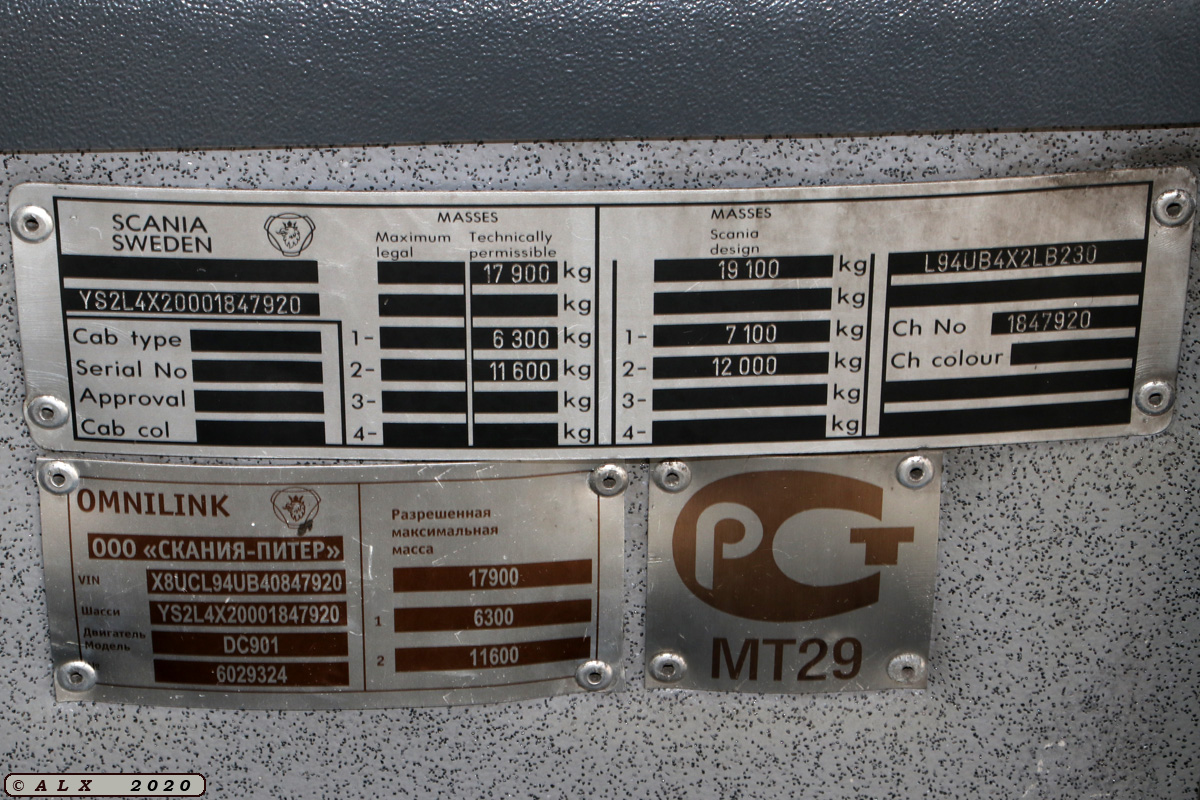 SCANIA
SWEDEN
YS2L4X20001847920
Cab type
Serial No
Approval
Cab col
MASSES
Maximum legal
Technically permissible
17 900 kg
kg
1- 6 300 kg
2- 11 600 kg
3- kg
4- kg
MASSES
Scania
design
19 100 kg
kg
1- 7 100 kg
2- 12 000 kg
3- kg
4- kg
L94UB4X2LB230
Ch No 1847920
Ch colour
OMNILINK
ООО «СКАНИЯ-ПИТЕР»
VIN X8UCL94UB40847920
Шасси YS2L4X20001847920
Двигатель
Модель DC901
6029324
Разрешенная
максимальная
масса
17900
1 6300
2 11600
РСТ
МТ29
© ALX 2020